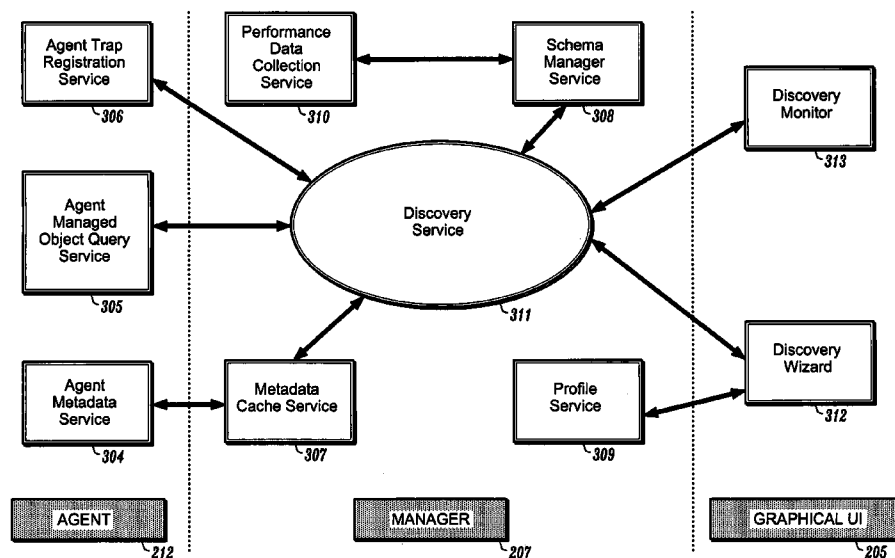 Agent Trap
Registration
Service
306
Performance
Data
Collection
Service
310
Schema
Manager
Service
308
Discovery
Monitor
313
Agent
Managed
Object Query
Service
305
Discovery
Service
311
Agent
Metadata
Service
304
Metadata
Cache Service
307
Profile
Service
309
Discovery
Wizard
312
AGENT
212
MANAGER
207
GRAPHICAL UI
205